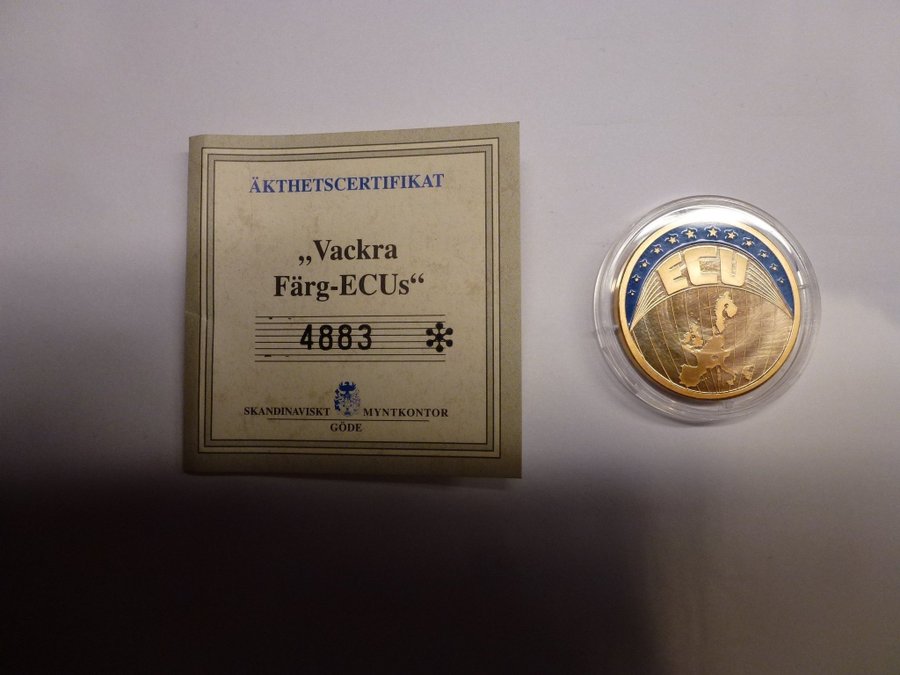 ÄKTHETSCERTIFIKAT
„Vackra
Färg-ECUs“
4883
SKANDINAVISKT MYNTKONTOR
GÖDE
ECU